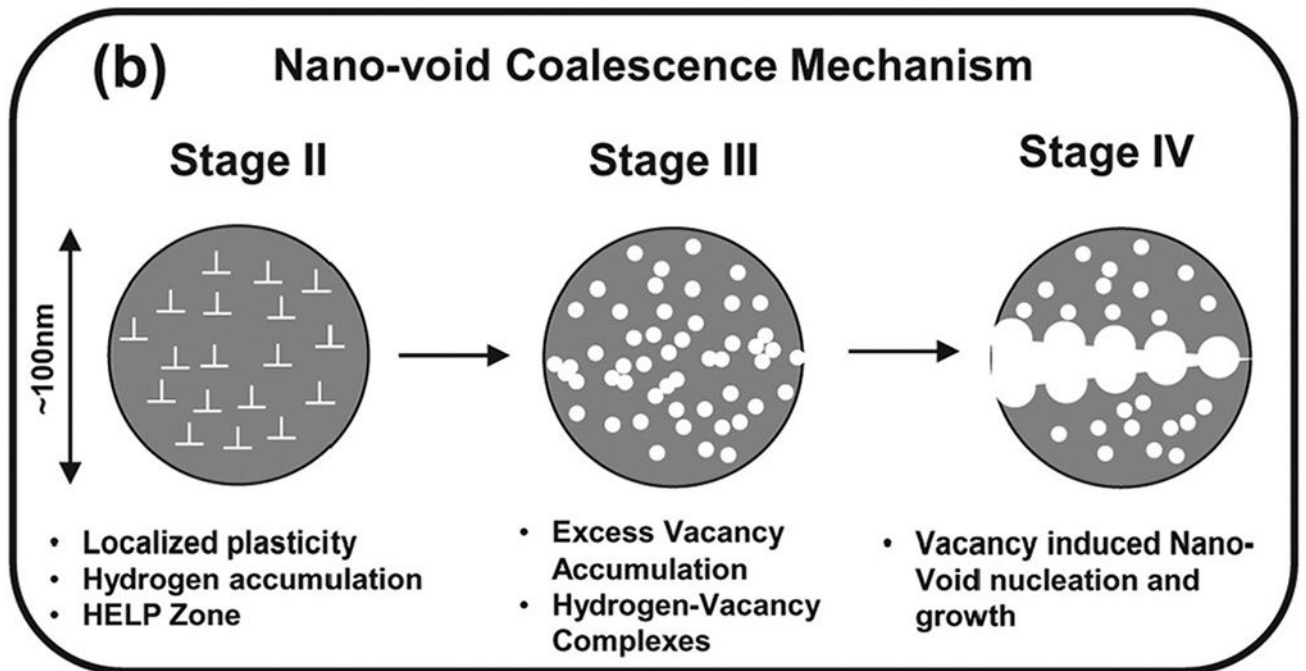 (b) Nano-void Coalescence Mechanism
Stage II
Stage III
Stage IV
~100nm
• Localized plasticity
• Hydrogen accumulation
• HELP Zone
• Excess Vacancy
Accumulation
• Hydrogen-Vacancy
Complexes
• Vacancy induced Nano-
Void nucleation and
growth